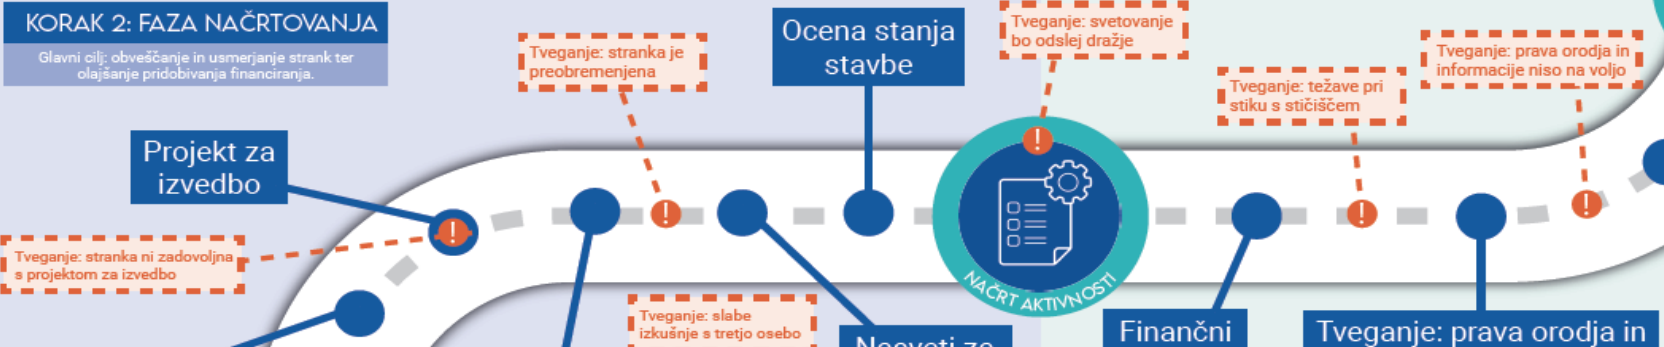 KORAK 2: FAZA NAČRTOVANJA
Glavni cilj: obveščanje in usmerjanje strank ter
olajšanje pridobivanja financiranja.
Projekt za
izvedbo
Tveganje: stranka ni zadovoljna
s projektom za izvedbo
Tveganje: stranka je
preobremenjena
Ocena stanja
stavbe
Tveganje: slabe
izkušnje s tretjo osebo
Nasveti za
Tveganje: svetovanje
bo odslej dražje
NAČRT AKTIVNOSTI
Tveganje: težave pri
stiku s stičiščem
Tveganje: prava orodja in
informacije niso na voljo
Finančni
Tveganje: prava orodja in